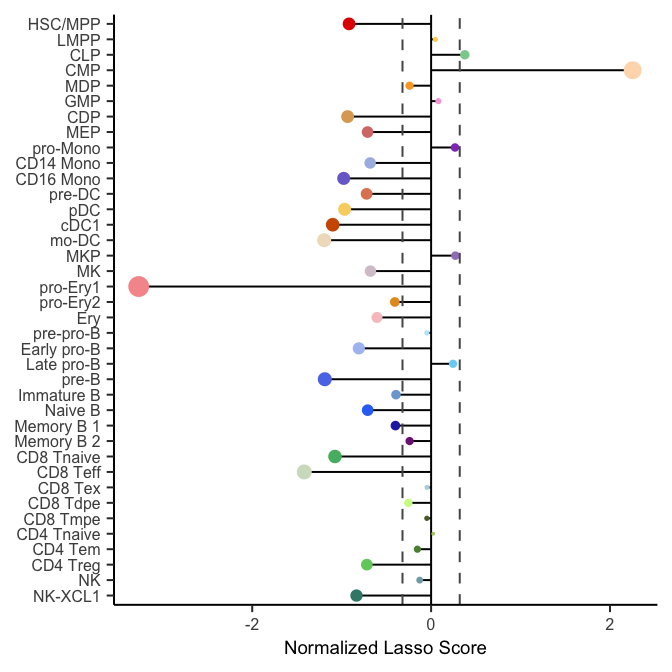 HSC/MPP
LMPP
CLP
CMP
MDP
GMP
CDP
MEP
pro-Mono
CD14 Mono
CD16 Mono
pre-DC
pDC
cDC1
mo-DC
MKP
MK
pro-Ery1
pro-Ery2
Ery
pre-pro-B
Early pro-B
Late pro-B
pre-B
Immature B
Naive B
Memory B 1
Memory B 2
CD8 Tnaive
CD8 Teff
CD8 Tex
CD8 Tdpe
CD8 Tmpe
CD4 Tnaive
CD4 Tem
CD4 Treg
NK
NK-XCL1
-2 0 2
Normalized Lasso Score